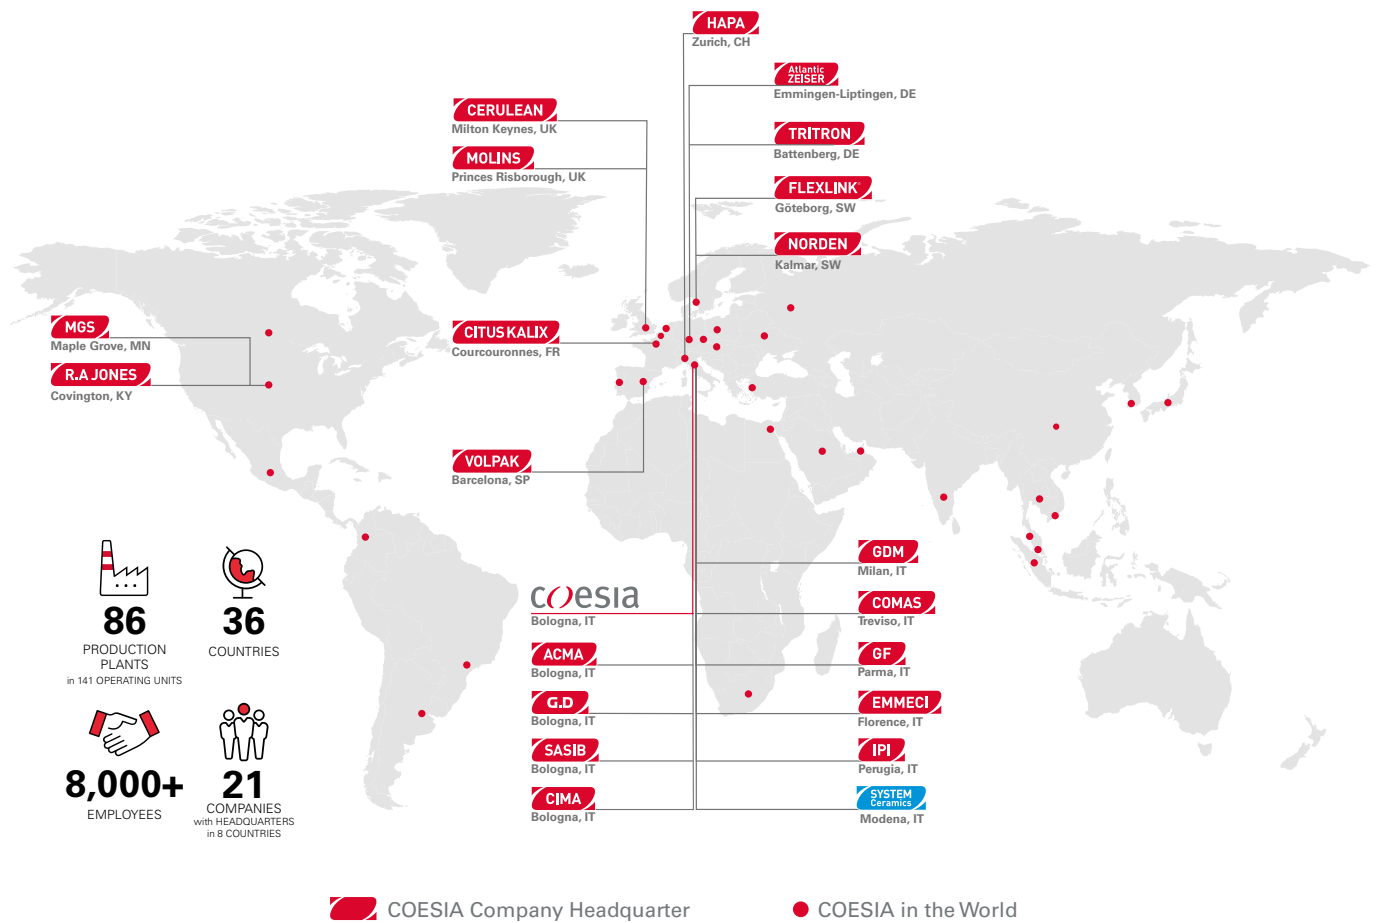 HAPA
Zurich, CH
Atlantic
ZEISER
Emmingen-Liptingen, DE
CERULEAN
Milton Keynes, UK
TRITRON
Battenberg, DE
MOLINS
Princes Risborough, UK
FLEXLINK®
Göteborg, SW
NORDEN
Kalmar, SW
MGS
Maple Grove, MN
R.A JONES
Covington, KY
CITUS KALIX
Courcouronnes, FR
VOLPAK
Barcelona, SP
86
PRODUCTION
PLANTS
in 141 OPERATING UNITS
36
COUNTRIES
8,000+
EMPLOYEES
21
COMPANIES
with HEADQUARTERS
in 8 COUNTRIES
coesia
Bologna, IT
ACMA
Bologna, IT
G.D
Bologna, IT
SASIB
Bologna, IT
CIMA
Bologna, IT
GDM
Milan, IT
COMAS
Treviso, IT
GF
Parma, IT
EMMECI
Florence, IT
IPI
Perugia, IT
SYSTEM
Ceramics
Modena, IT
COESIA Company Headquarter
COESIA in the World